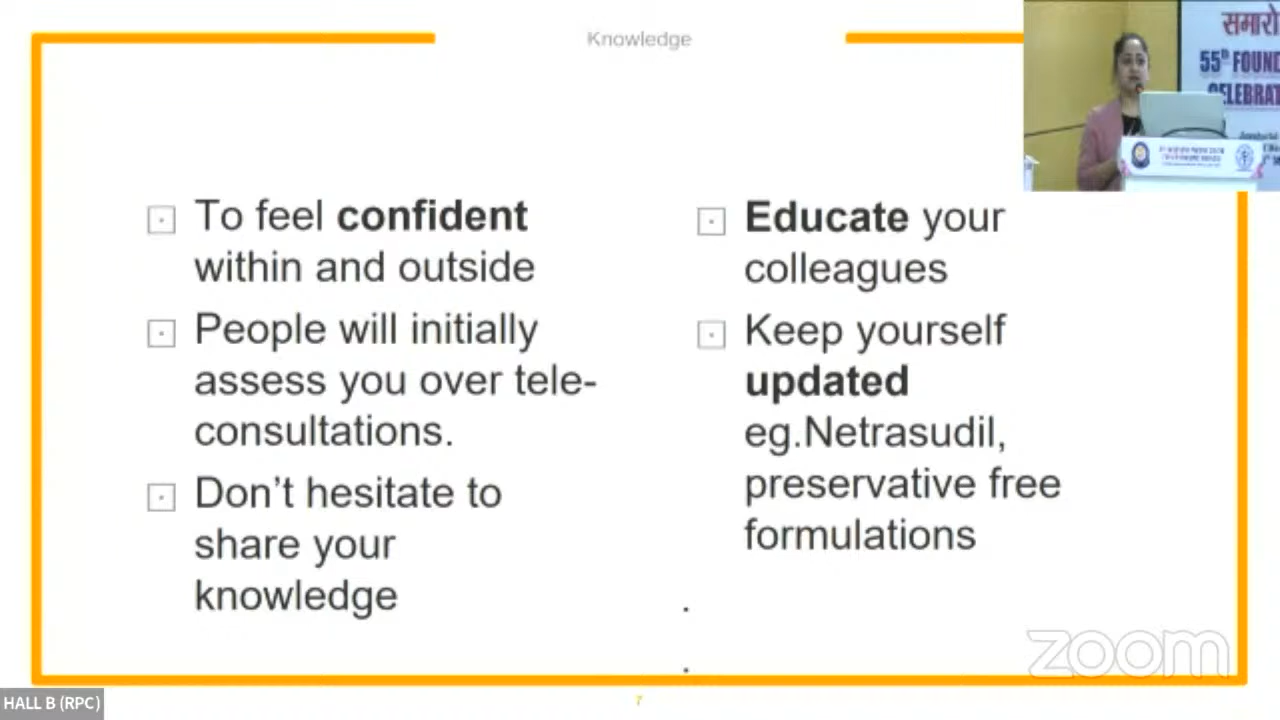 Knowledge
To feel confident
within and outside
People will initially
assess you over tele-
consultations.
Don't hesitate to
share your
knowledge
Educate your
colleagues
Keep yourself
updated
eg.Netrasudil,
preservative free
formulations
समारो
55th FOUND
CELEBRAT
zoom
HALL B (RPC)
7